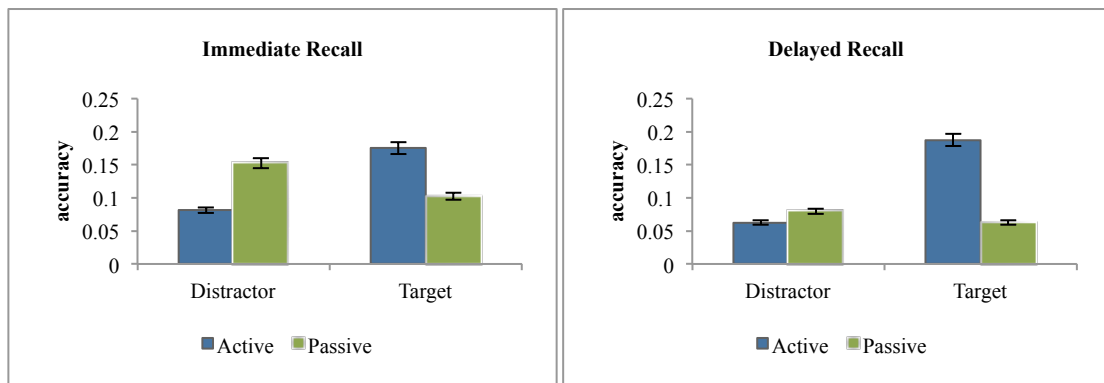 Immediate Recall
accuracy
0.25
0.2
0.15
0.1
0.05
0
Distractor Target
Active Passive
Delayed Recall
accuracy
0.25
0.2
0.15
0.1
0.05
0
Distractor Target
Active Passive